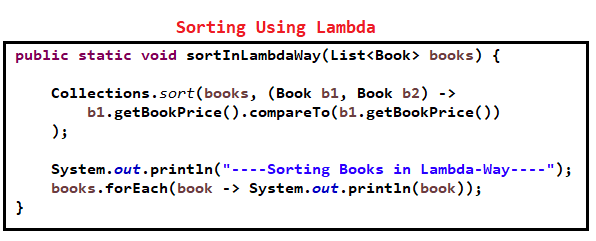 Sorting Using Lambda
public static void sortInLambdaWay(List<Book> books) {
Collections.sort(books, (Book b1, Book b2) ->
b1.getBookPrice().compareTo(b1.getBookPrice())
);
System.out.println("----Sorting Books in Lambda-Way----");
books.forEach(book -> System.out.println(book));
}